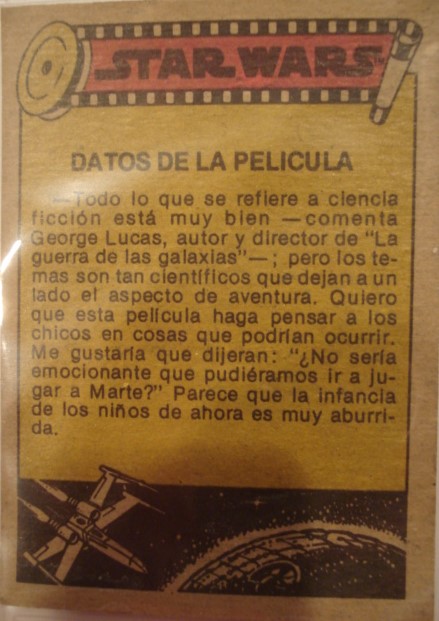 STAR WARS™
DATOS DE LA PELICULA
—Todo lo que se refiere a ciencia
ficción está muy bien —comenta
George Lucas, autor y director de “La
guerra de las galaxias”— ; pero los te-
mas son tan científicos que dejan a un
lado el aspecto de aventura. Quiero
que esta película haga pensar a los
chicos en cosas que podrían ocurrir.
Me gustaría que dijeran: “¿No sería
emocionante que pudiéramos ir a ju-
gar a Marte?” Parece que la infancia
de los niños de ahora es muy aburri-
da.